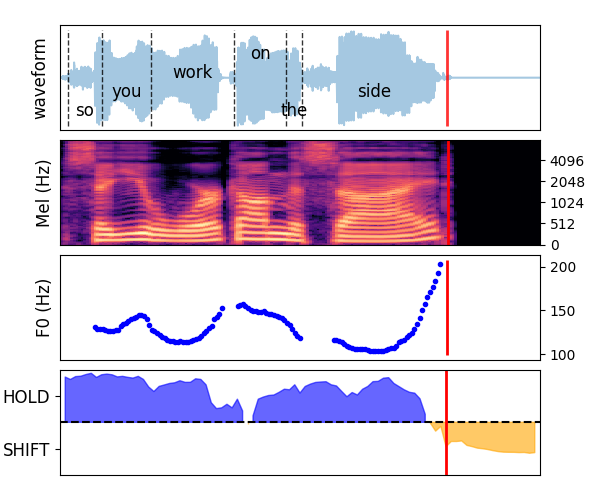 waveform
so
you
work
on
the
side
Mel (Hz)
4096
2048
1024
512
0
F0 (Hz)
200
150
100
HOLD
SHIFT